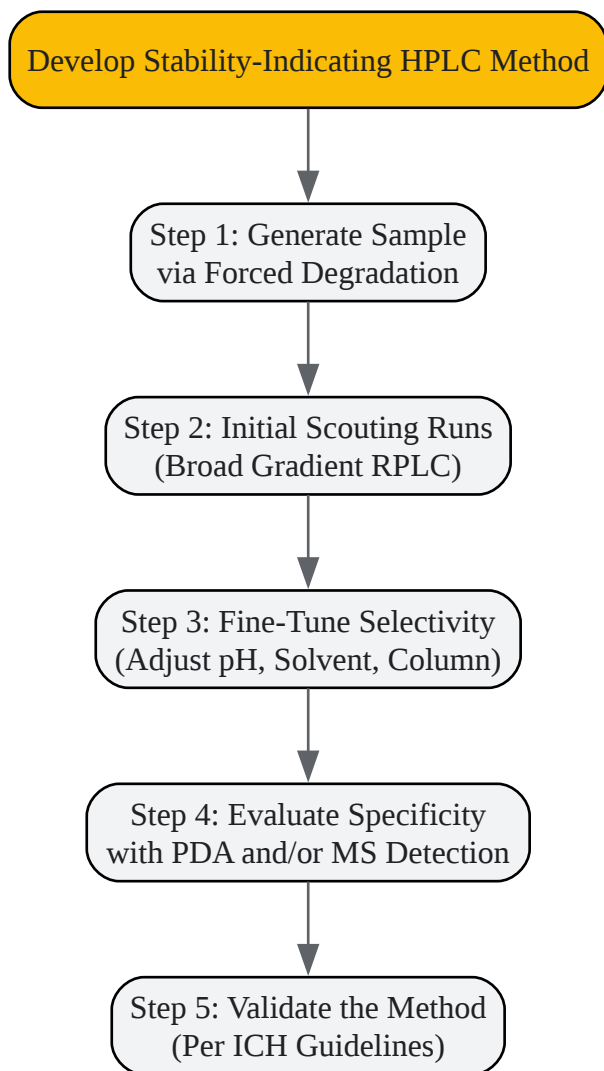 Develop Stability-Indicating HPLC Method
Step 1: Generate Sample
via Forced Degradation
Step 2: Initial Scouting Runs
(Broad Gradient RPLC)
Step 3: Fine-Tune Selectivity
(Adjust pH, Solvent, Column)
Step 4: Evaluate Specificity
with PDA and/or MS Detection
Step 5: Validate the Method
(Per ICH Guidelines)